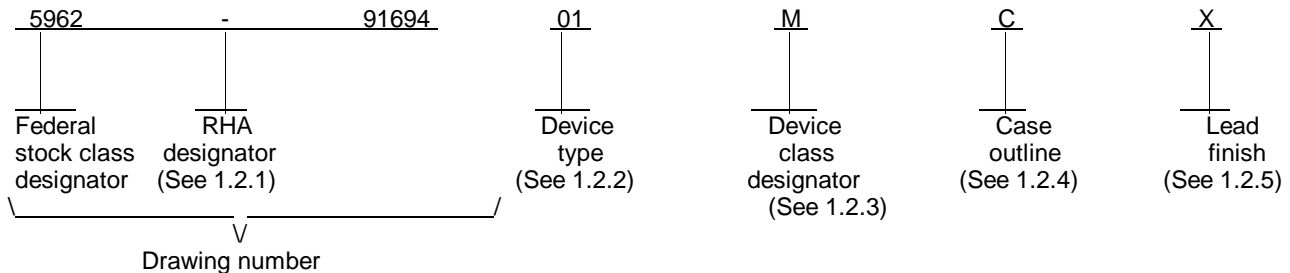 5962 - 91694 01 M C X
Federal RHA Device Device Case Lead
stock class designator type class outline finish
designator (See 1.2.1) (See 1.2.2) designator (See 1.2.4) (See 1.2.5)
(See 1.2.3)
Drawing number